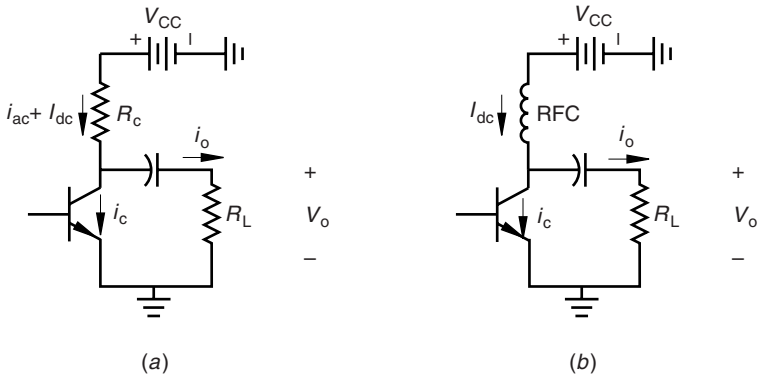 V_CC
+ I
i_ac + I_dc
R_c
i_o
i_c
R_L
+
V_o
–
(a)
V_CC
+ I
I_dc
RFC
i_o
i_c
R_L
+
V_o
–
(b)